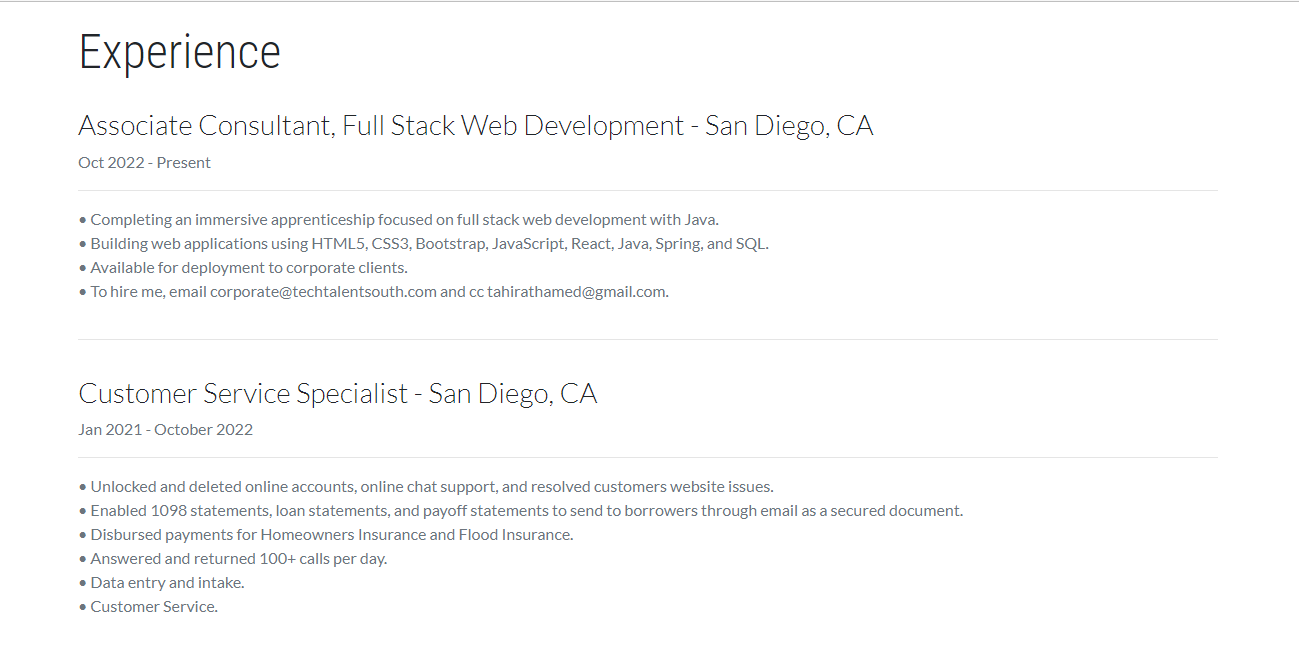 Experience
Associate Consultant, Full Stack Web Development - San Diego, CA
Oct 2022 - Present
● Completing an immersive apprenticeship focused on full stack web development with Java.
● Building web applications using HTML5, CSS3, Bootstrap, JavaScript, React, Java, Spring, and SQL.
● Available for deployment to corporate clients.
● To hire me, email corporate@techtalentsouth.com and cc tahirathamed@gmail.com.
Customer Service Specialist - San Diego, CA
Jan 2021 - October 2022
● Unlocked and deleted online accounts, online chat support, and resolved customers website issues.
● Enabled 1098 statements, loan statements, and payoff statements to send to borrowers through email as a secured document.
● Disbursed payments for Homeowners Insurance and Flood Insurance.
● Answered and returned 100+ calls per day.
● Data entry and intake.
● Customer Service.